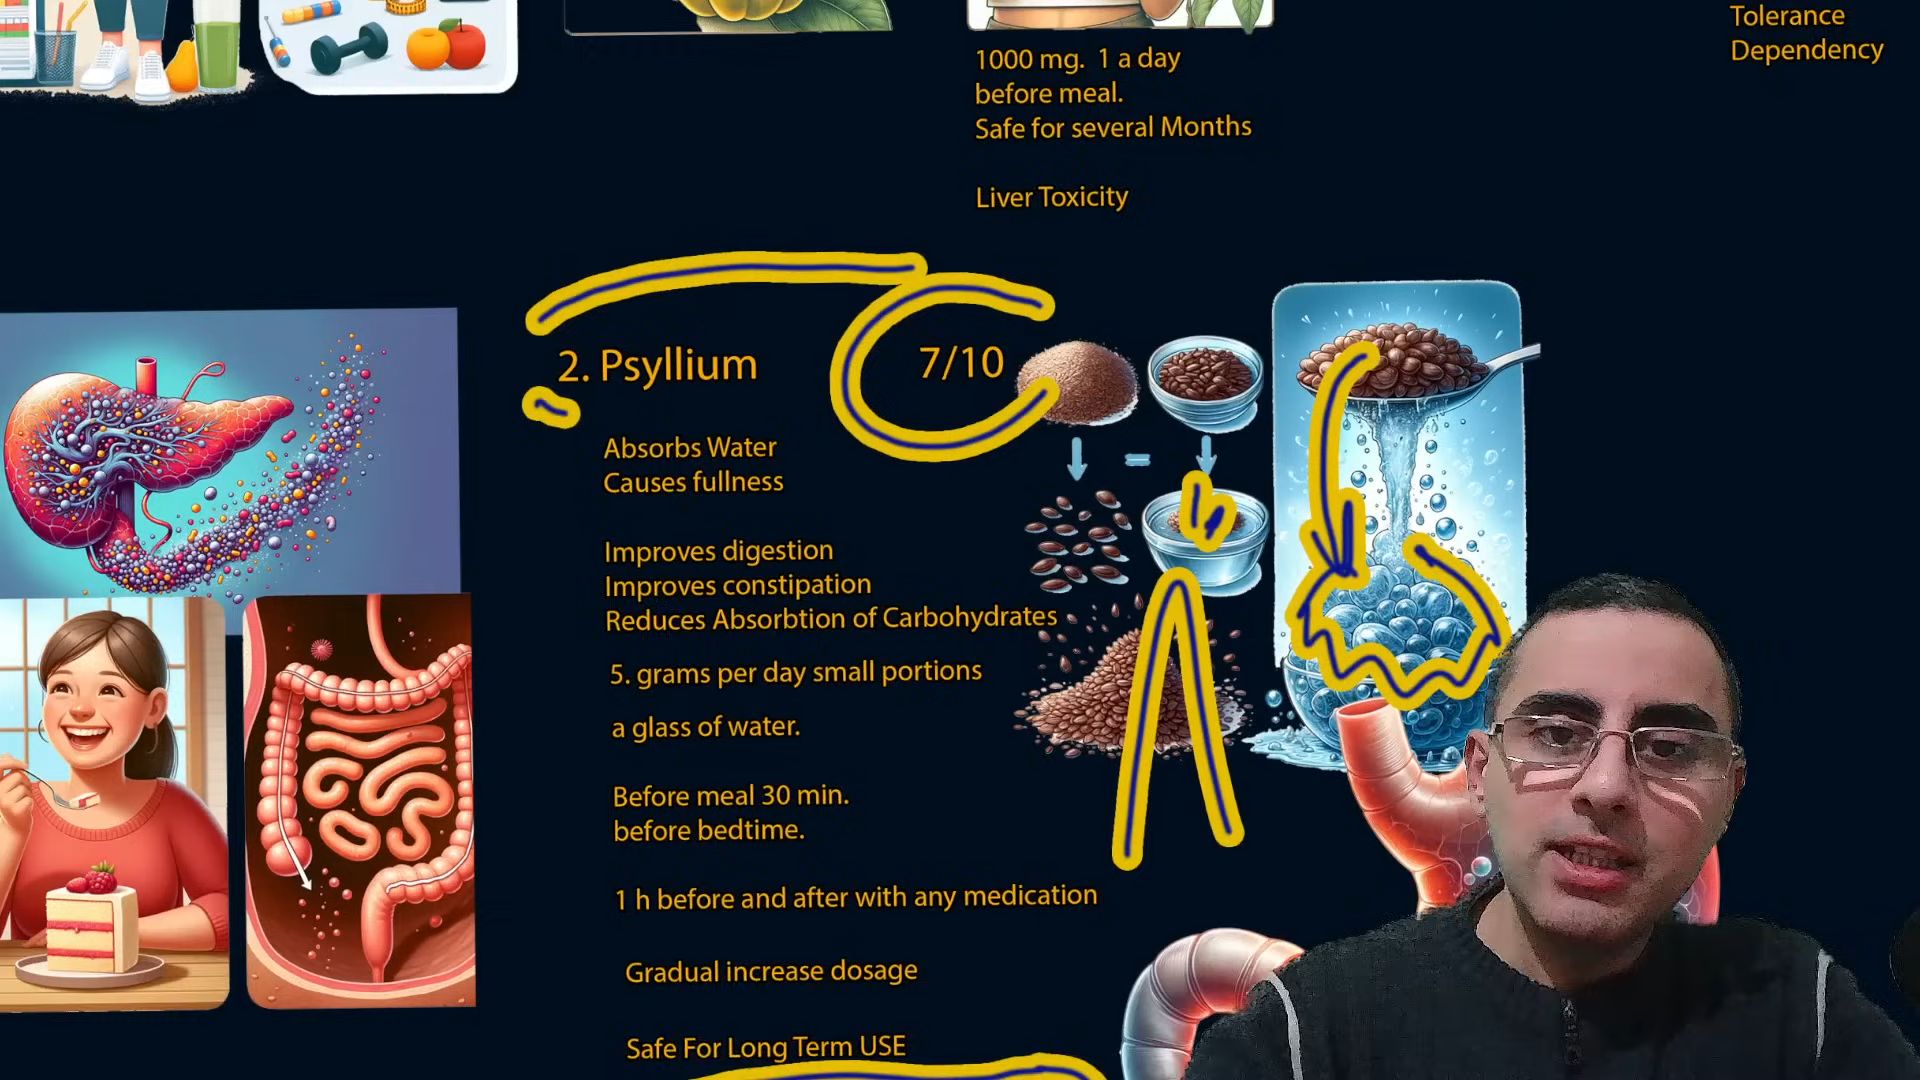 Tolerance
Dependency
1000 mg.  1 a day
before meal.
Safe for several Months
Liver Toxicity
2. Psyllium
7/10
Absorbs Water
Causes fullness
Improves digestion
Improves constipation
Reduces Absorbtion of Carbohydrates
5. grams per day small portions
a glass of water.
Before meal 30 min.
before bedtime.
1 h before and after with any medication
Gradual increase dosage
Safe For Long Term USE